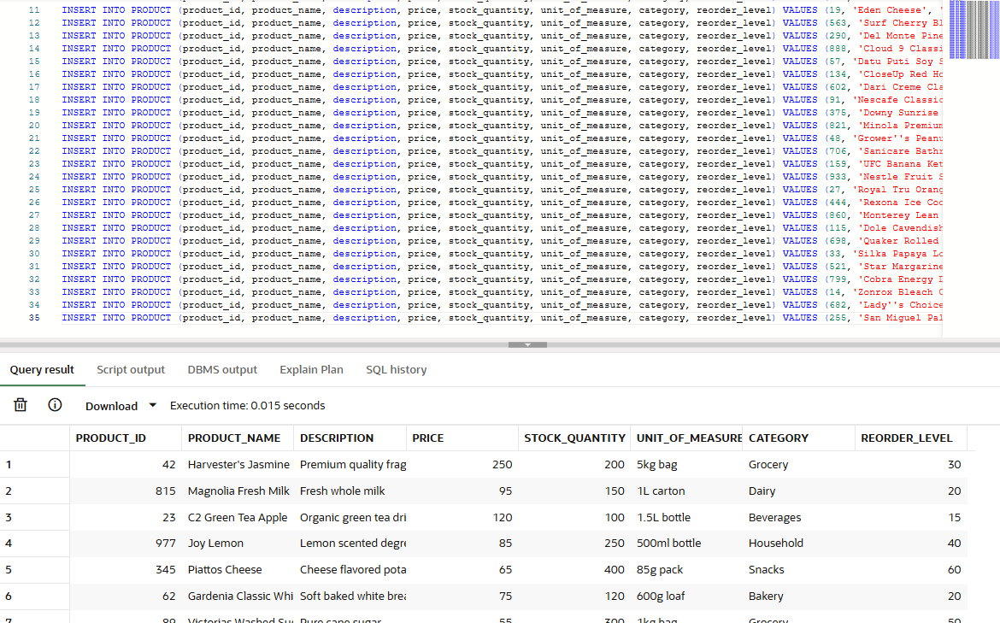 11 INSERT INTO PRODUCT (product_id, product_name, description, price, stock_quantity, unit_of_measure, category, reorder_level) VALUES (19, 'Eden Cheese', '
12 INSERT INTO PRODUCT (product_id, product_name, description, price, stock_quantity, unit_of_measure, category, reorder_level) VALUES (563, 'Surf Cherry Bl
13 INSERT INTO PRODUCT (product_id, product_name, description, price, stock_quantity, unit_of_measure, category, reorder_level) VALUES (290, 'Del Monte Pine
14 INSERT INTO PRODUCT (product_id, product_name, description, price, stock_quantity, unit_of_measure, category, reorder_level) VALUES (888, 'Cloud 9 Classi
15 INSERT INTO PRODUCT (product_id, product_name, description, price, stock_quantity, unit_of_measure, category, reorder_level) VALUES (57, 'Datu Puti Soy S
16 INSERT INTO PRODUCT (product_id, product_name, description, price, stock_quantity, unit_of_measure, category, reorder_level) VALUES (134, 'CloseUp Red Ho
17 INSERT INTO PRODUCT (product_id, product_name, description, price, stock_quantity, unit_of_measure, category, reorder_level) VALUES (602, 'Dari Creme Cla
18 INSERT INTO PRODUCT (product_id, product_name, description, price, stock_quantity, unit_of_measure, category, reorder_level) VALUES (91, 'Nescafe Classic
19 INSERT INTO PRODUCT (product_id, product_name, description, price, stock_quantity, unit_of_measure, category, reorder_level) VALUES (375, 'Downy Sunrise
20 INSERT INTO PRODUCT (product_id, product_name, description, price, stock_quantity, unit_of_measure, category, reorder_level) VALUES (821, 'Minola Premium
21 INSERT INTO PRODUCT (product_id, product_name, description, price, stock_quantity, unit_of_measure, category, reorder_level) VALUES (48, 'Grower''s Peanu
22 INSERT INTO PRODUCT (product_id, product_name, description, price, stock_quantity, unit_of_measure, category, reorder_level) VALUES (706, 'Sanicare Bathr
23 INSERT INTO PRODUCT (product_id, product_name, description, price, stock_quantity, unit_of_measure, category, reorder_level) VALUES (159, 'UFC Banana Ket
24 INSERT INTO PRODUCT (product_id, product_name, description, price, stock_quantity, unit_of_measure, category, reorder_level) VALUES (933, 'Nestle Fruit S
25 INSERT INTO PRODUCT (product_id, product_name, description, price, stock_quantity, unit_of_measure, category, reorder_level) VALUES (27, 'Royal Tru Orang
26 INSERT INTO PRODUCT (product_id, product_name, description, price, stock_quantity, unit_of_measure, category, reorder_level) VALUES (444, 'Rexona Ice Coo
27 INSERT INTO PRODUCT (product_id, product_name, description, price, stock_quantity, unit_of_measure, category, reorder_level) VALUES (860, 'Monterey Lean
28 INSERT INTO PRODUCT (product_id, product_name, description, price, stock_quantity, unit_of_measure, category, reorder_level) VALUES (115, 'Dole Cavendish
29 INSERT INTO PRODUCT (product_id, product_name, description, price, stock_quantity, unit_of_measure, category, reorder_level) VALUES (698, 'Quaker Rolled
30 INSERT INTO PRODUCT (product_id, product_name, description, price, stock_quantity, unit_of_measure, category, reorder_level) VALUES (33, 'Silka Papaya Lo
31 INSERT INTO PRODUCT (product_id, product_name, description, price, stock_quantity, unit_of_measure, category, reorder_level) VALUES (521, 'Star Margarine
32 INSERT INTO PRODUCT (product_id, product_name, description, price, stock_quantity, unit_of_measure, category, reorder_level) VALUES (799, 'Cobra Energy D
33 INSERT INTO PRODUCT (product_id, product_name, description, price, stock_quantity, unit_of_measure, category, reorder_level) VALUES (14, 'Zonrox Bleach O
34 INSERT INTO PRODUCT (product_id, product_name, description, price, stock_quantity, unit_of_measure, category, reorder_level) VALUES (682, 'Lady''s Choice
35 INSERT INTO PRODUCT (product_id, product_name, description, price, stock_quantity, unit_of_measure, category, reorder_level) VALUES (255, 'San Miguel Pal
Query result Script output DBMS output Explain Plan SQL history
Download Execution time: 0.015 seconds
PRODUCT_ID PRODUCT_NAME DESCRIPTION PRICE STOCK_QUANTITY UNIT_OF_MEASURE CATEGORY REORDER_LEVEL
1 42 Harvester's Jasmine Premium quality frag 250 200 5kg bag Grocery 30
2 815 Magnolia Fresh Milk Fresh whole milk 95 150 1L carton Dairy 20
3 23 C2 Green Tea Apple Organic green tea dri 120 100 1.5L bottle Beverages 15
4 977 Joy Lemon Lemon scented degre 85 250 500ml bottle Household 40
5 345 Piattos Cheese Cheese flavored pota 65 400 85g pack Snacks 60
6 62 Gardenia Classic Whi Soft baked white brea 75 120 600g loaf Bakery 20
7 89 Victorias Washed Su Pure cane sugar 55 300 1kg bag Grocery 50